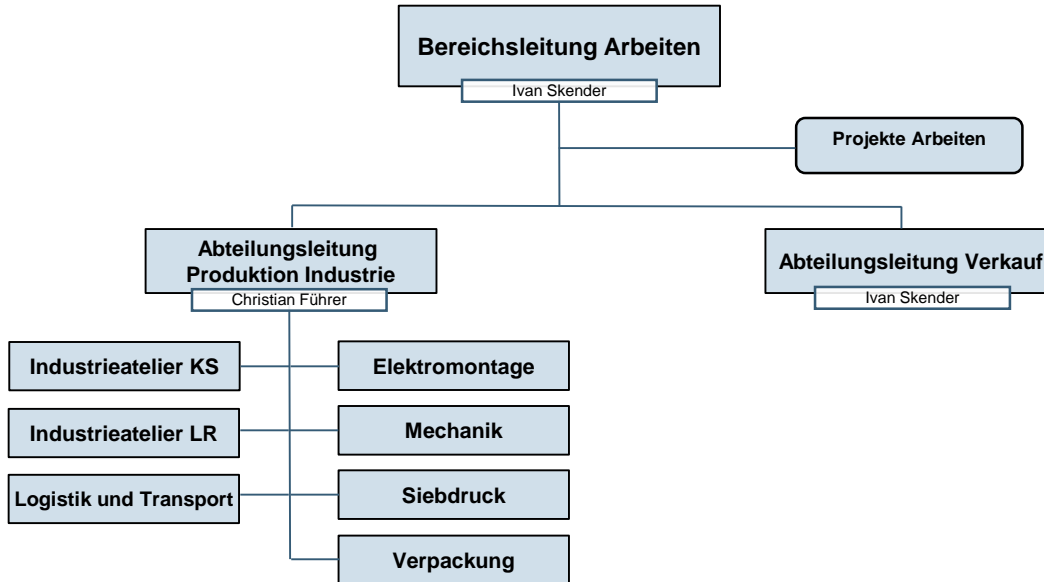 Bereichsleitung Arbeiten
Ivan Skender
Projekte Arbeiten
Abteilungsleitung
Produktion Industrie
Christian Führer
Abteilungsleitung Verkauf
Ivan Skender
Industrieatelier KS
Elektromontage
Industrieatelier LR
Mechanik
Logistik und Transport
Siebdruck
Verpackung